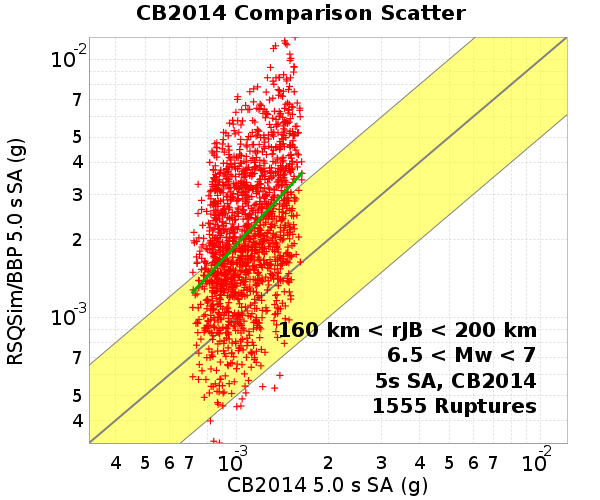 CB2014 Comparison Scatter
RSQSim/BBP 5.0 s SA (g)
10⁻²
7
5
4
3
2
10⁻³
7
5
4
160 km < rJB < 200 km
6.5 < Mw < 7
5s SA, CB2014
1555 Ruptures
4 5 6 7 10⁻³ 2 3 4 5 6 7 10⁻²
CB2014 5.0 s SA (g)